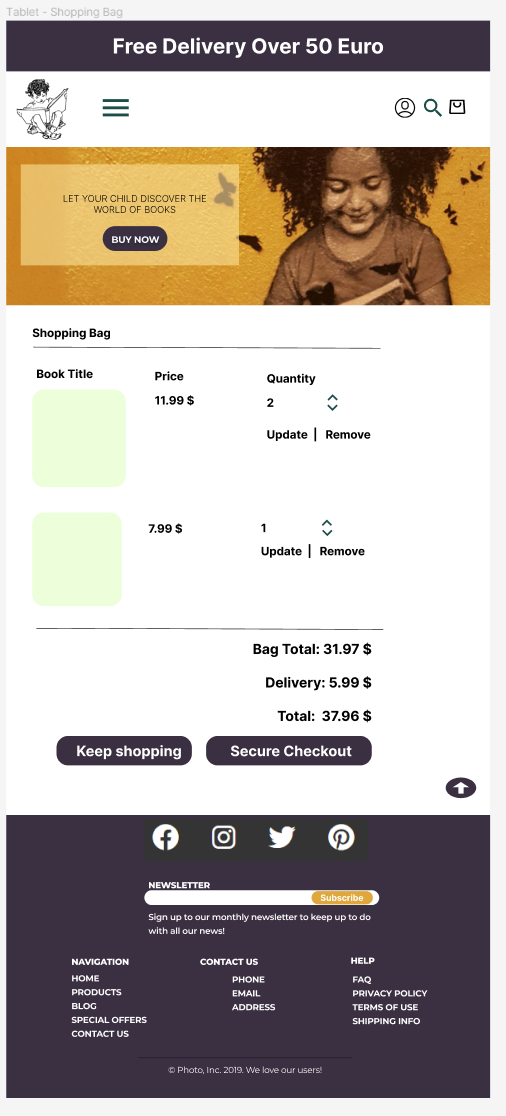 Tablet - Shopping Bag
Free Delivery Over 50 Euro
LET YOUR CHILD DISCOVER THE
WORLD OF BOOKS
BUY NOW
Shopping Bag
Book Title Price Quantity
11.99 $ 2
Update | Remove
7.99 $ 1
Update | Remove
Bag Total: 31.97 $
Delivery: 5.99 $
Total: 37.96 $
Keep shopping Secure Checkout
NEWSLETTER
Subscribe
Sign up to our monthly newsletter to keep up to do
with all our news!
NAVIGATION CONTACT US HELP
HOME PHONE FAQ
PRODUCTS EMAIL PRIVACY POLICY
BLOG ADDRESS TERMS OF USE
SPECIAL OFFERS SHIPPING INFO
CONTACT US
© Photo, Inc. 2019. We love our users!